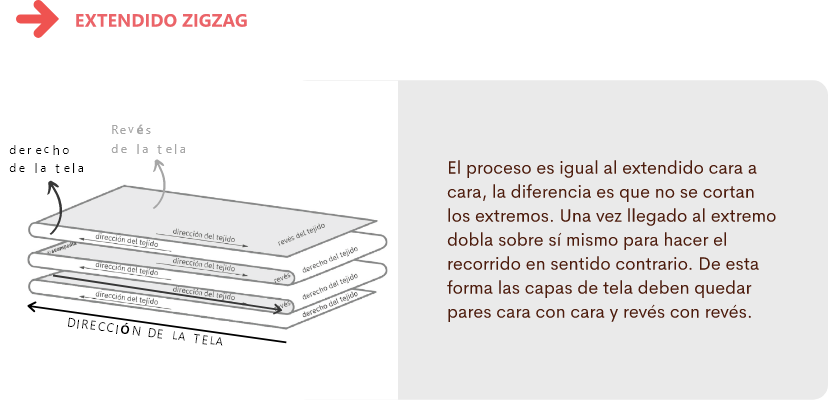 EXTENDIDO ZIGZAG
Revés
de la tela
derecho
de la tela
El proceso es igual al extendido cara a
cara, la diferencia es que no se cortan
los extremos. Una vez llegado al extremo
dobla sobre sí mismo para hacer el
recorrido en sentido contrario. De esta
forma las capas de tela deben quedar
pares cara con cara y revés con revés.
dirección del tejido
dirección del tejido
revés del tejido
derecho del tejido
dirección del tejido
dirección del tejido
revés
derecho del tejido
dirección del tejido
dirección del tejido
revés
derecho del tejido
derecho del tejido
DIRECCIÓN DE LA TELA